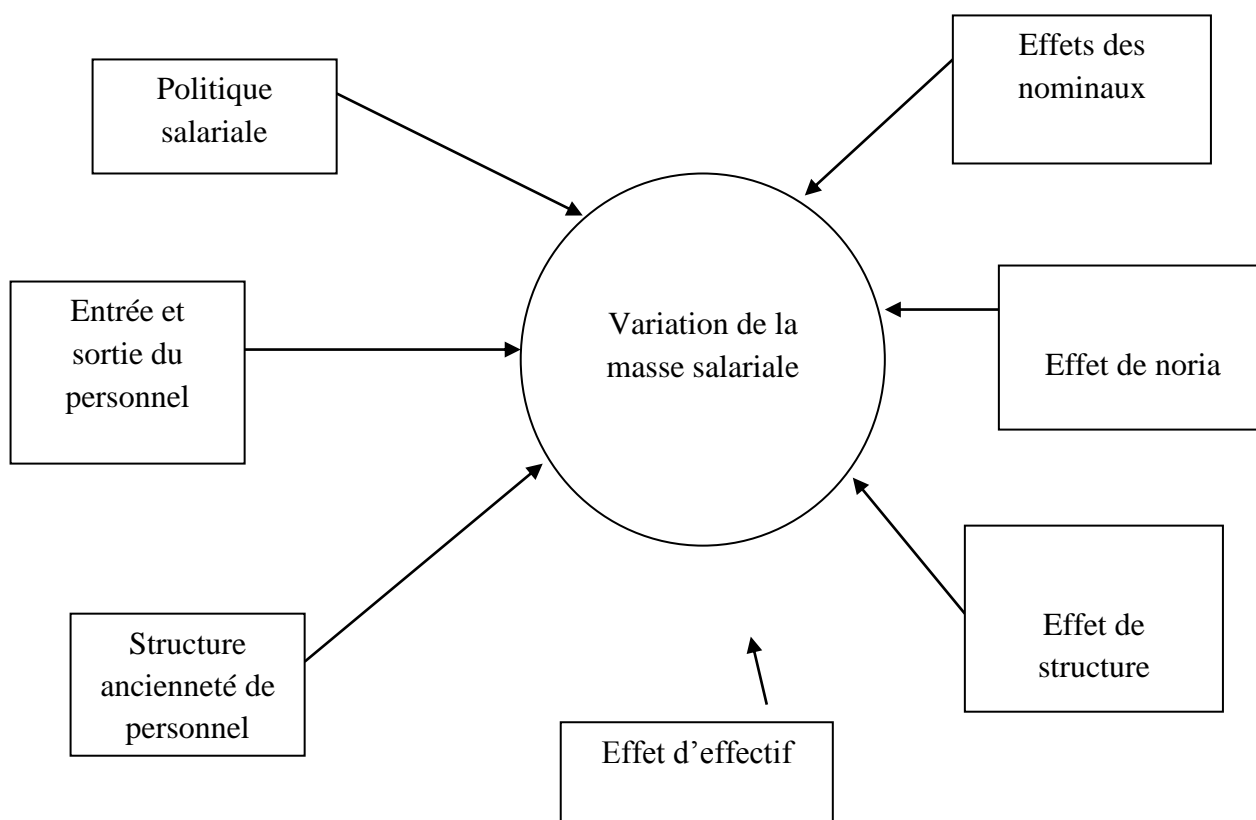 Effets des
nominaux
Politique
salariale
Entrée et
sortie du
personnel
Variation de la
masse salariale
Effet de noria
Structure
ancienneté de
personnel
Effet de
structure
Effet d’effectif